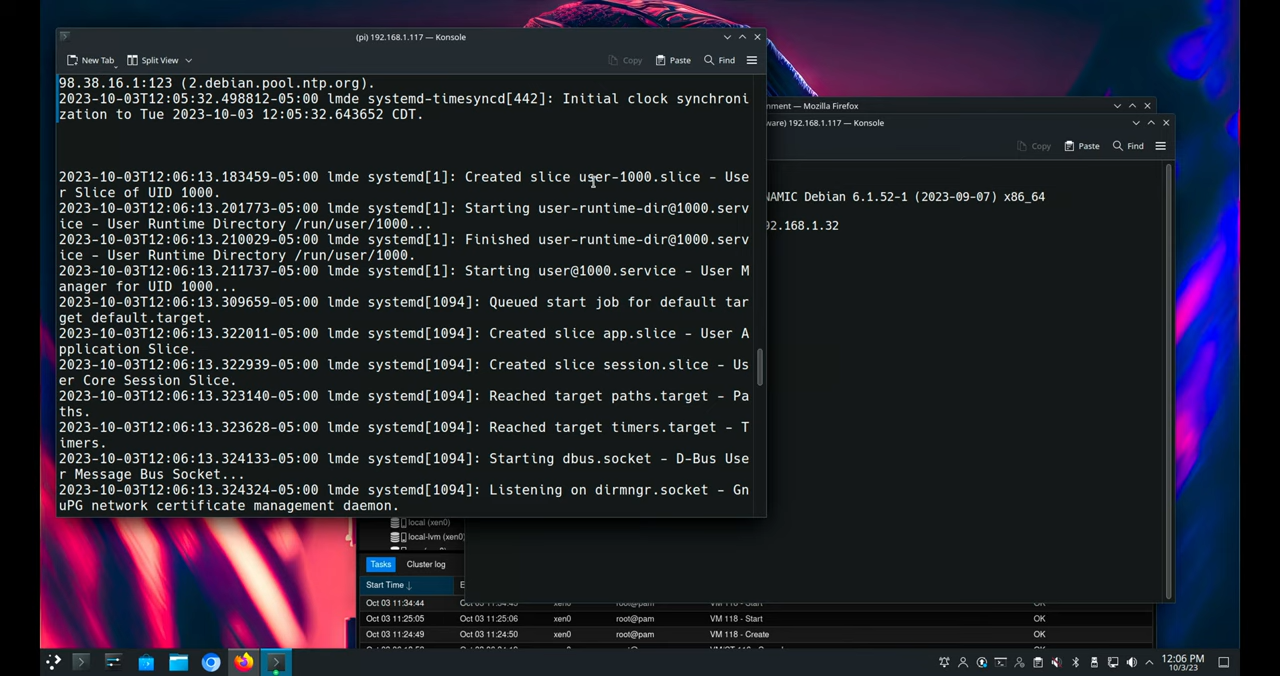 (pi) 192.168.1.117 — Konsole
New Tab
Split View
Copy
Paste
Find
98.38.16.1:123 (2.debian.pool.ntp.org).
2023-10-03T12:05:32.498812-05:00 lmde systemd-timesyncd[442]: Initial clock synchroni
zation to Tue 2023-10-03 12:05:32.643652 CDT.
2023-10-03T12:06:13.183459-05:00 lmde systemd[1]: Created slice user-1000.slice - Use
r Slice of UID 1000.
2023-10-03T12:06:13.201773-05:00 lmde systemd[1]: Starting user-runtime-dir@1000.serv
ice - User Runtime Directory /run/user/1000...
2023-10-03T12:06:13.210029-05:00 lmde systemd[1]: Finished user-runtime-dir@1000.serv
ice - User Runtime Directory /run/user/1000.
2023-10-03T12:06:13.211737-05:00 lmde systemd[1]: Starting user@1000.service - User M
anager for UID 1000...
2023-10-03T12:06:13.309659-05:00 lmde systemd[1094]: Queued start job for default tar
get default.target.
2023-10-03T12:06:13.322011-05:00 lmde systemd[1094]: Created slice app.slice - User A
pplication Slice.
2023-10-03T12:06:13.322939-05:00 lmde systemd[1094]: Created slice session.slice - Us
er Core Session Slice.
2023-10-03T12:06:13.323140-05:00 lmde systemd[1094]: Reached target paths.target - Pa
ths.
2023-10-03T12:06:13.323628-05:00 lmde systemd[1094]: Reached target timers.target - T
imers.
2023-10-03T12:06:13.324133-05:00 lmde systemd[1094]: Starting dbus.socket - D-Bus Use
r Message Bus Socket...
2023-10-03T12:06:13.324324-05:00 lmde systemd[1094]: Listening on dirmngr.socket - Gn
uPG network certificate management daemon.
nment — Mozilla Firefox
ware) 192.168.1.117 — Konsole
Copy
Paste
Find
NAMIC Debian 6.1.52-1 (2023-09-07) x86_64
92.168.1.32
local (xen0)
local-lvm (xen0)
Tasks
Cluster log
Start Time
E
Oct 03 11:34:44
xen0
root@pam
OK
Oct 03 11:25:05 Oct 03 11:25:06 xen0 root@pam VM 118 - Start OK
Oct 03 11:24:49 Oct 03 11:24:50 xen0 root@pam VM 118 - Create OK
12:06 PM
10/3/23